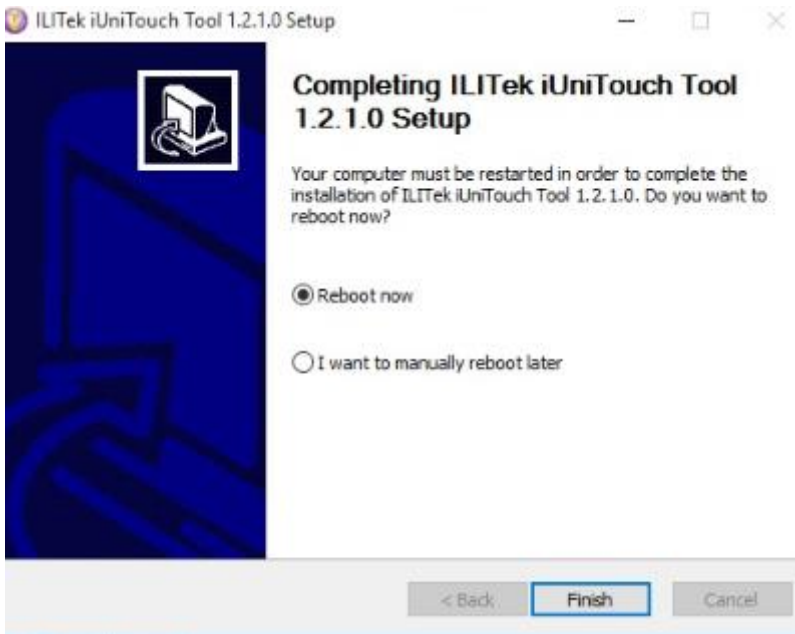 ILITek iUniTouch Tool 1.2.1.0 Setup
Completing ILITek iUniTouch Tool
1.2.1.0 Setup
Your computer must be restarted in order to complete the
installation of ILITek iUniTouch Tool 1.2.1.0. Do you want to
reboot now?
Reboot now
I want to manually reboot later
< Back Finish Cancel